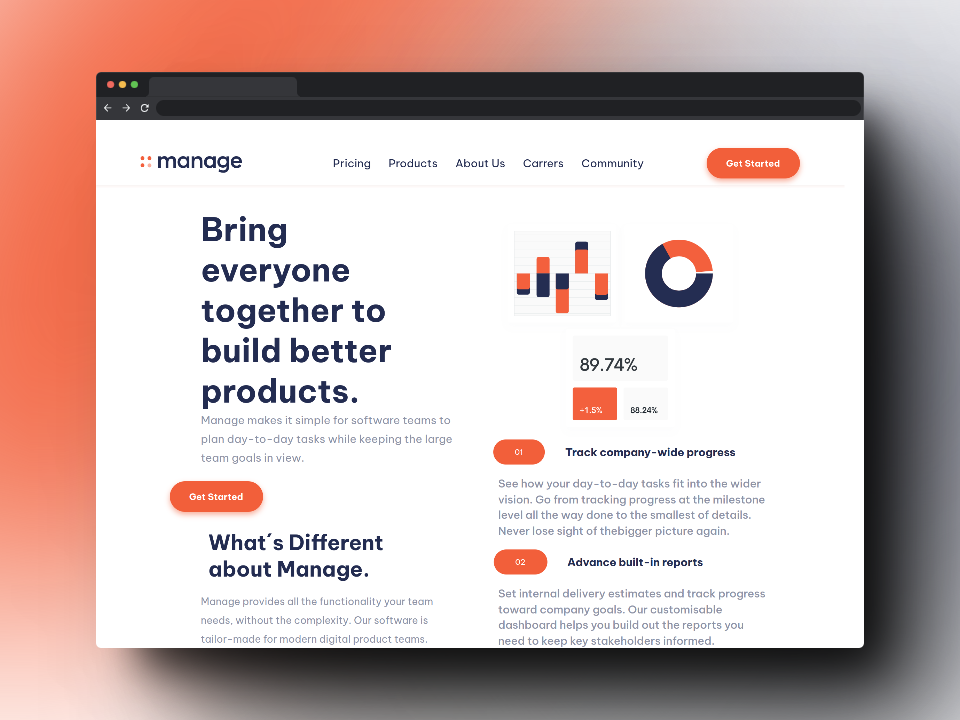 manage
Pricing Products About Us Carrers Community
Get Started
Bring
everyone
together to
build better
products.
Manage makes it simple for software teams to
plan day-to-day tasks while keeping the large
team goals in view.
Get Started
What´s Different
about Manage.
Manage provides all the functionality your team
needs, without the complexity. Our software is
tailor-made for modern digital product teams.
89.74%
~1.5% 88.24%
01 Track company-wide progress
See how your day-to-day tasks fit into the wider
vision. Go from tracking progress at the milestone
level all the way done to the smallest of details.
Never lose sight of thebigger picture again.
02 Advance built-in reports
Set internal delivery estimates and track progress
toward company goals. Our customisable
dashboard helps you build out the reports you
need to keep key stakeholders informed.